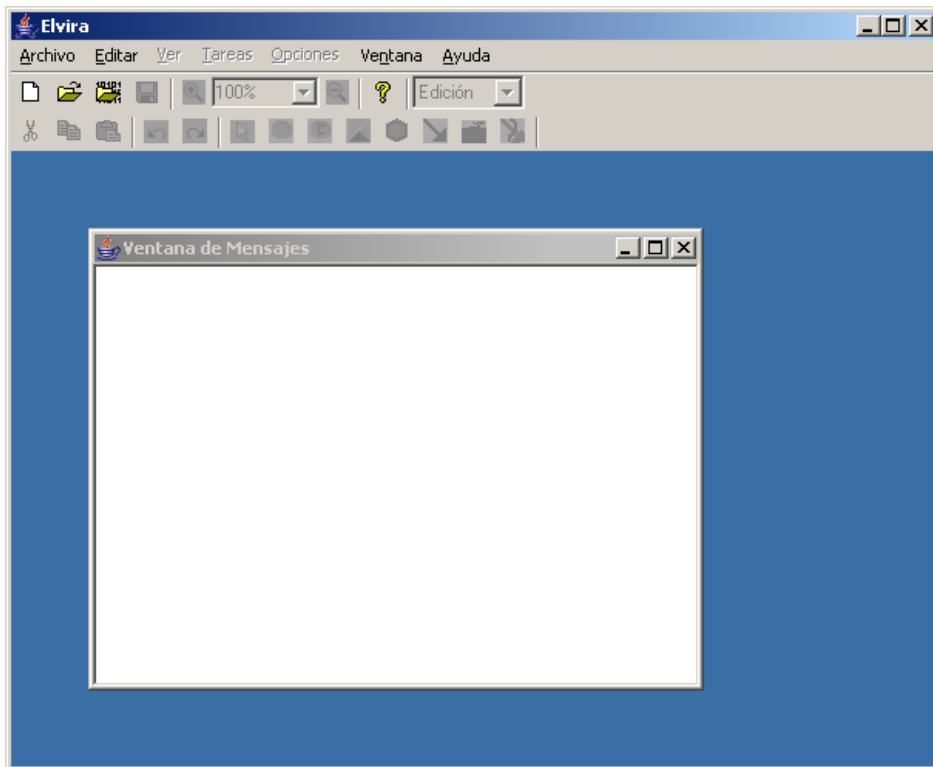 Elvira
Archivo Editar Ver Tareas Opciones Ventana Ayuda
100% Edición
Ventana de Mensajes